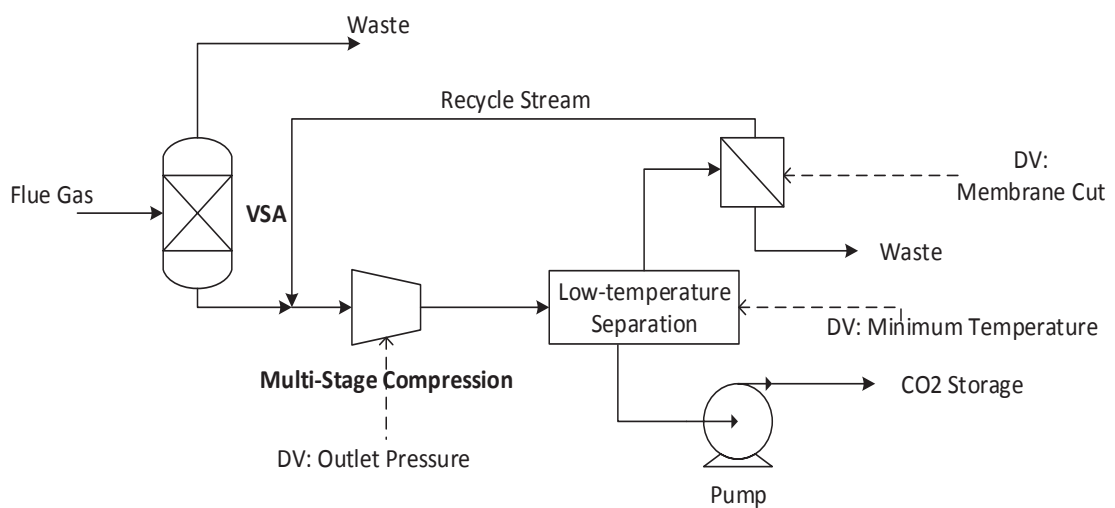 Waste
Recycle Stream
DV:
Membrane Cut
Flue Gas
VSA
Waste
Low-temperature
Separation
DV: Minimum Temperature
Multi-Stage Compression
CO2 Storage
DV: Outlet Pressure
Pump